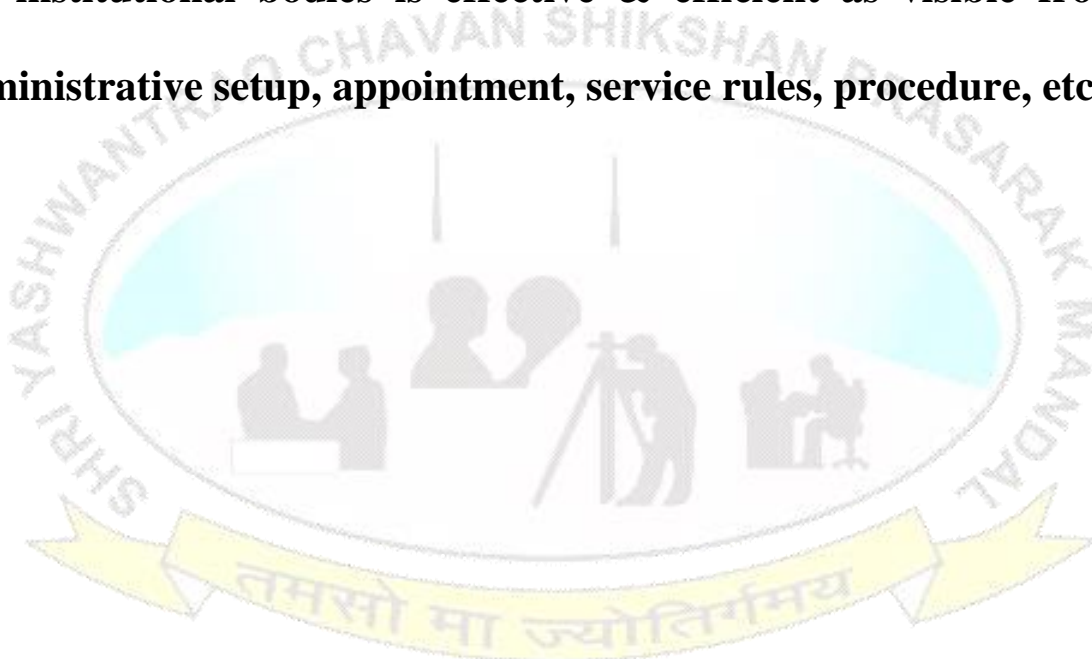 institutional bodies is effective & efficient as visible fro
ministrative setup, appointment, service rules, procedure, etc
SHRI YASHWANTRAO CHAVAN SHIKSHAN PRASARAK MANDAL
तमसो मा ज्योतिर्गमय